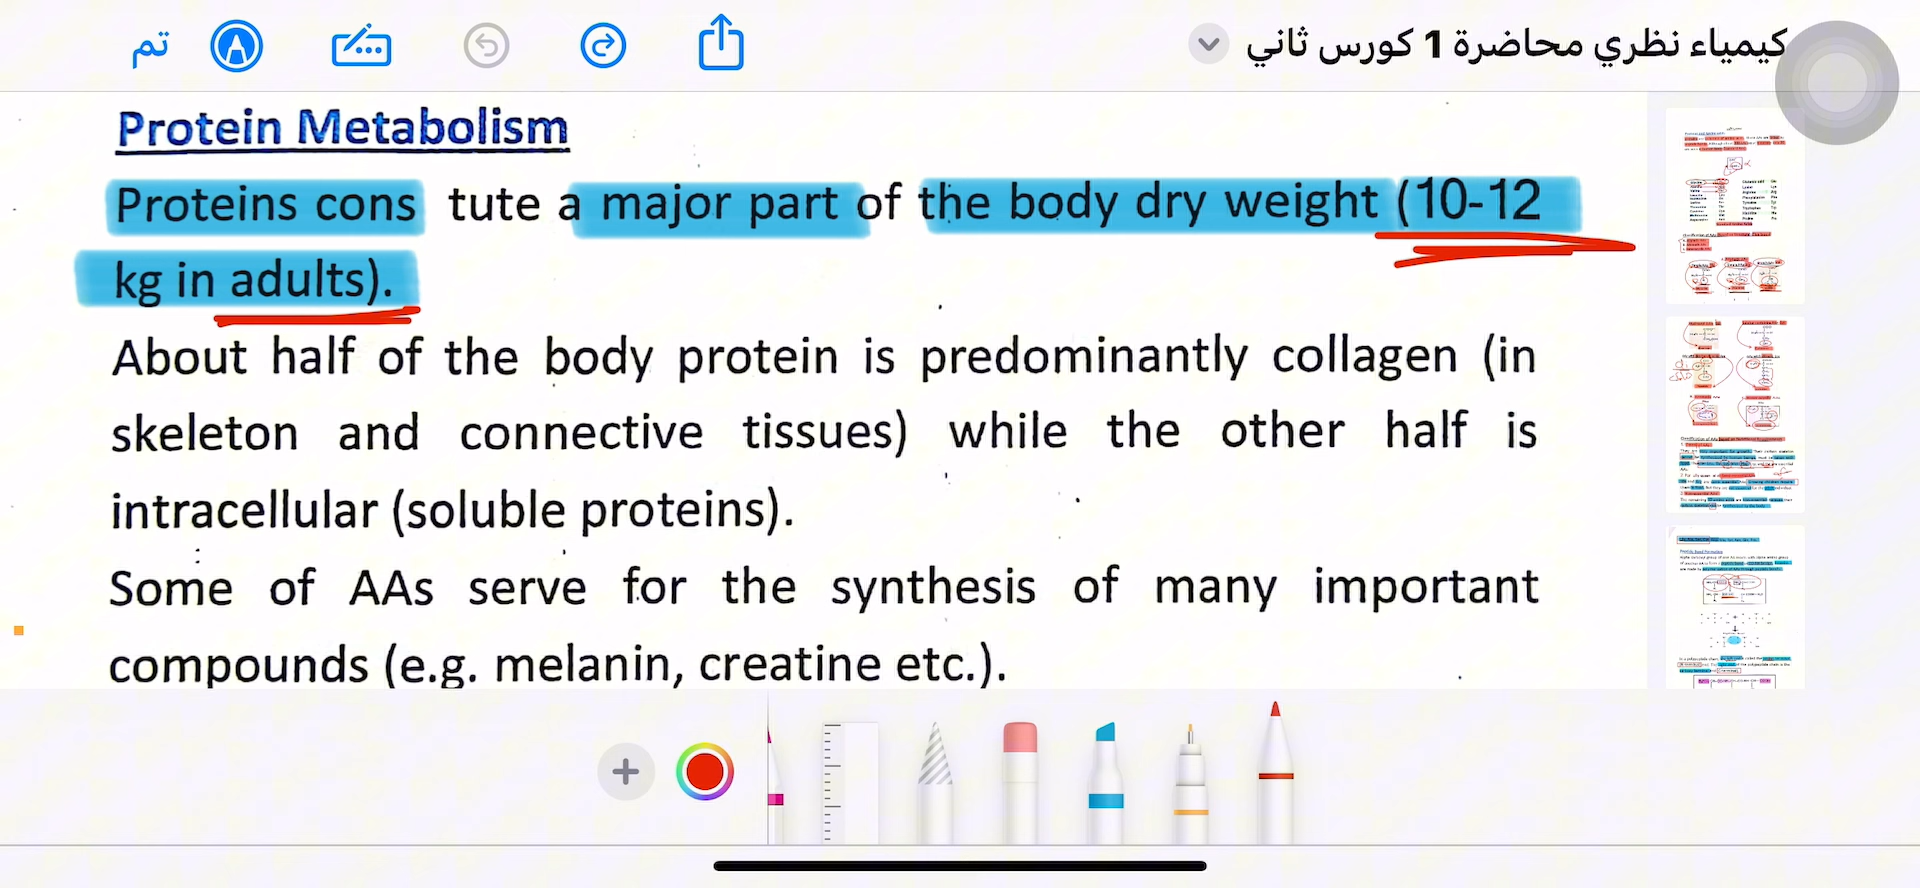 تم
كيمياء نظري محاضرة 1 كورس ثاني
Protein Metabolism
Proteins cons tute a major part of the body dry weight (10-12
kg in adults).
About half of the body protein is predominantly collagen (in
skeleton and connective tissues) while the other half is
intracellular (soluble proteins).
Some of AAs serve for the synthesis of many important
compounds (e.g. melanin, creatine etc.).